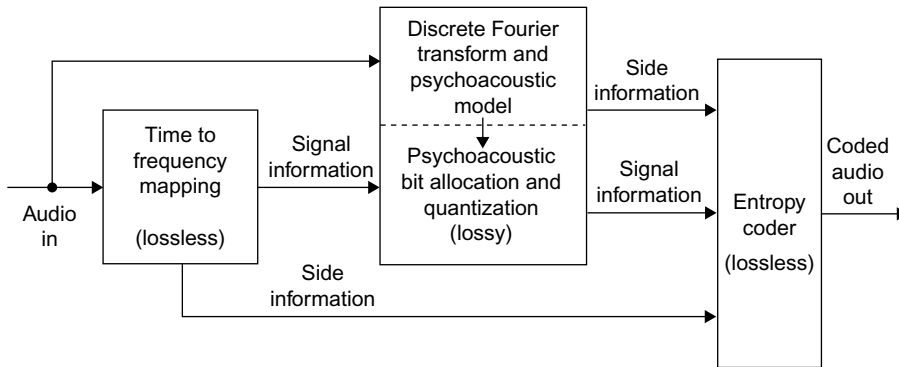 Discrete Fourier
transform and
psychoacoustic
model
Side
information
Time to
frequency
mapping
(lossless)
Signal
information
Psychoacoustic
bit allocation and
quantization
(lossy)
Signal
information
Coded
audio
out
Audio
in
Entropy
coder
(lossless)
Side
information